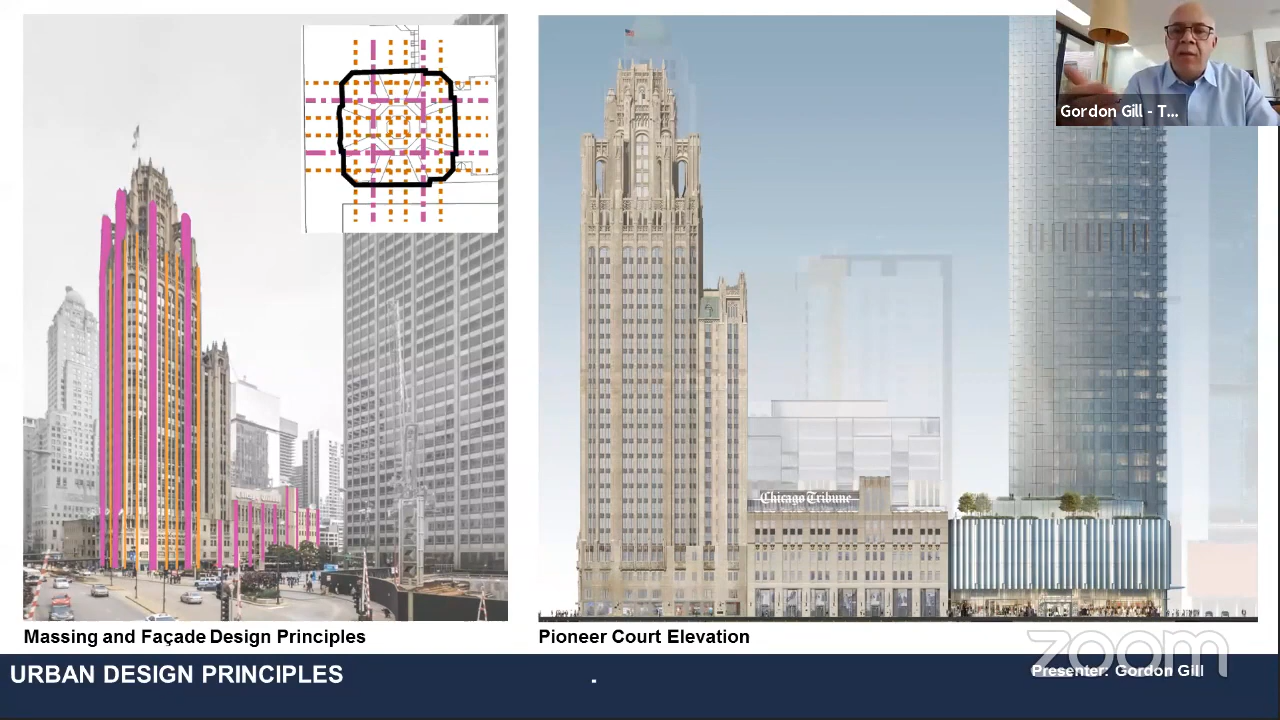 Gordon Gill - T...
Chicago Tribune
Massing and Façade Design Principles
Pioneer Court Elevation
zoom
URBAN DESIGN PRINCIPLES
.
Presenter: Gordon Gill